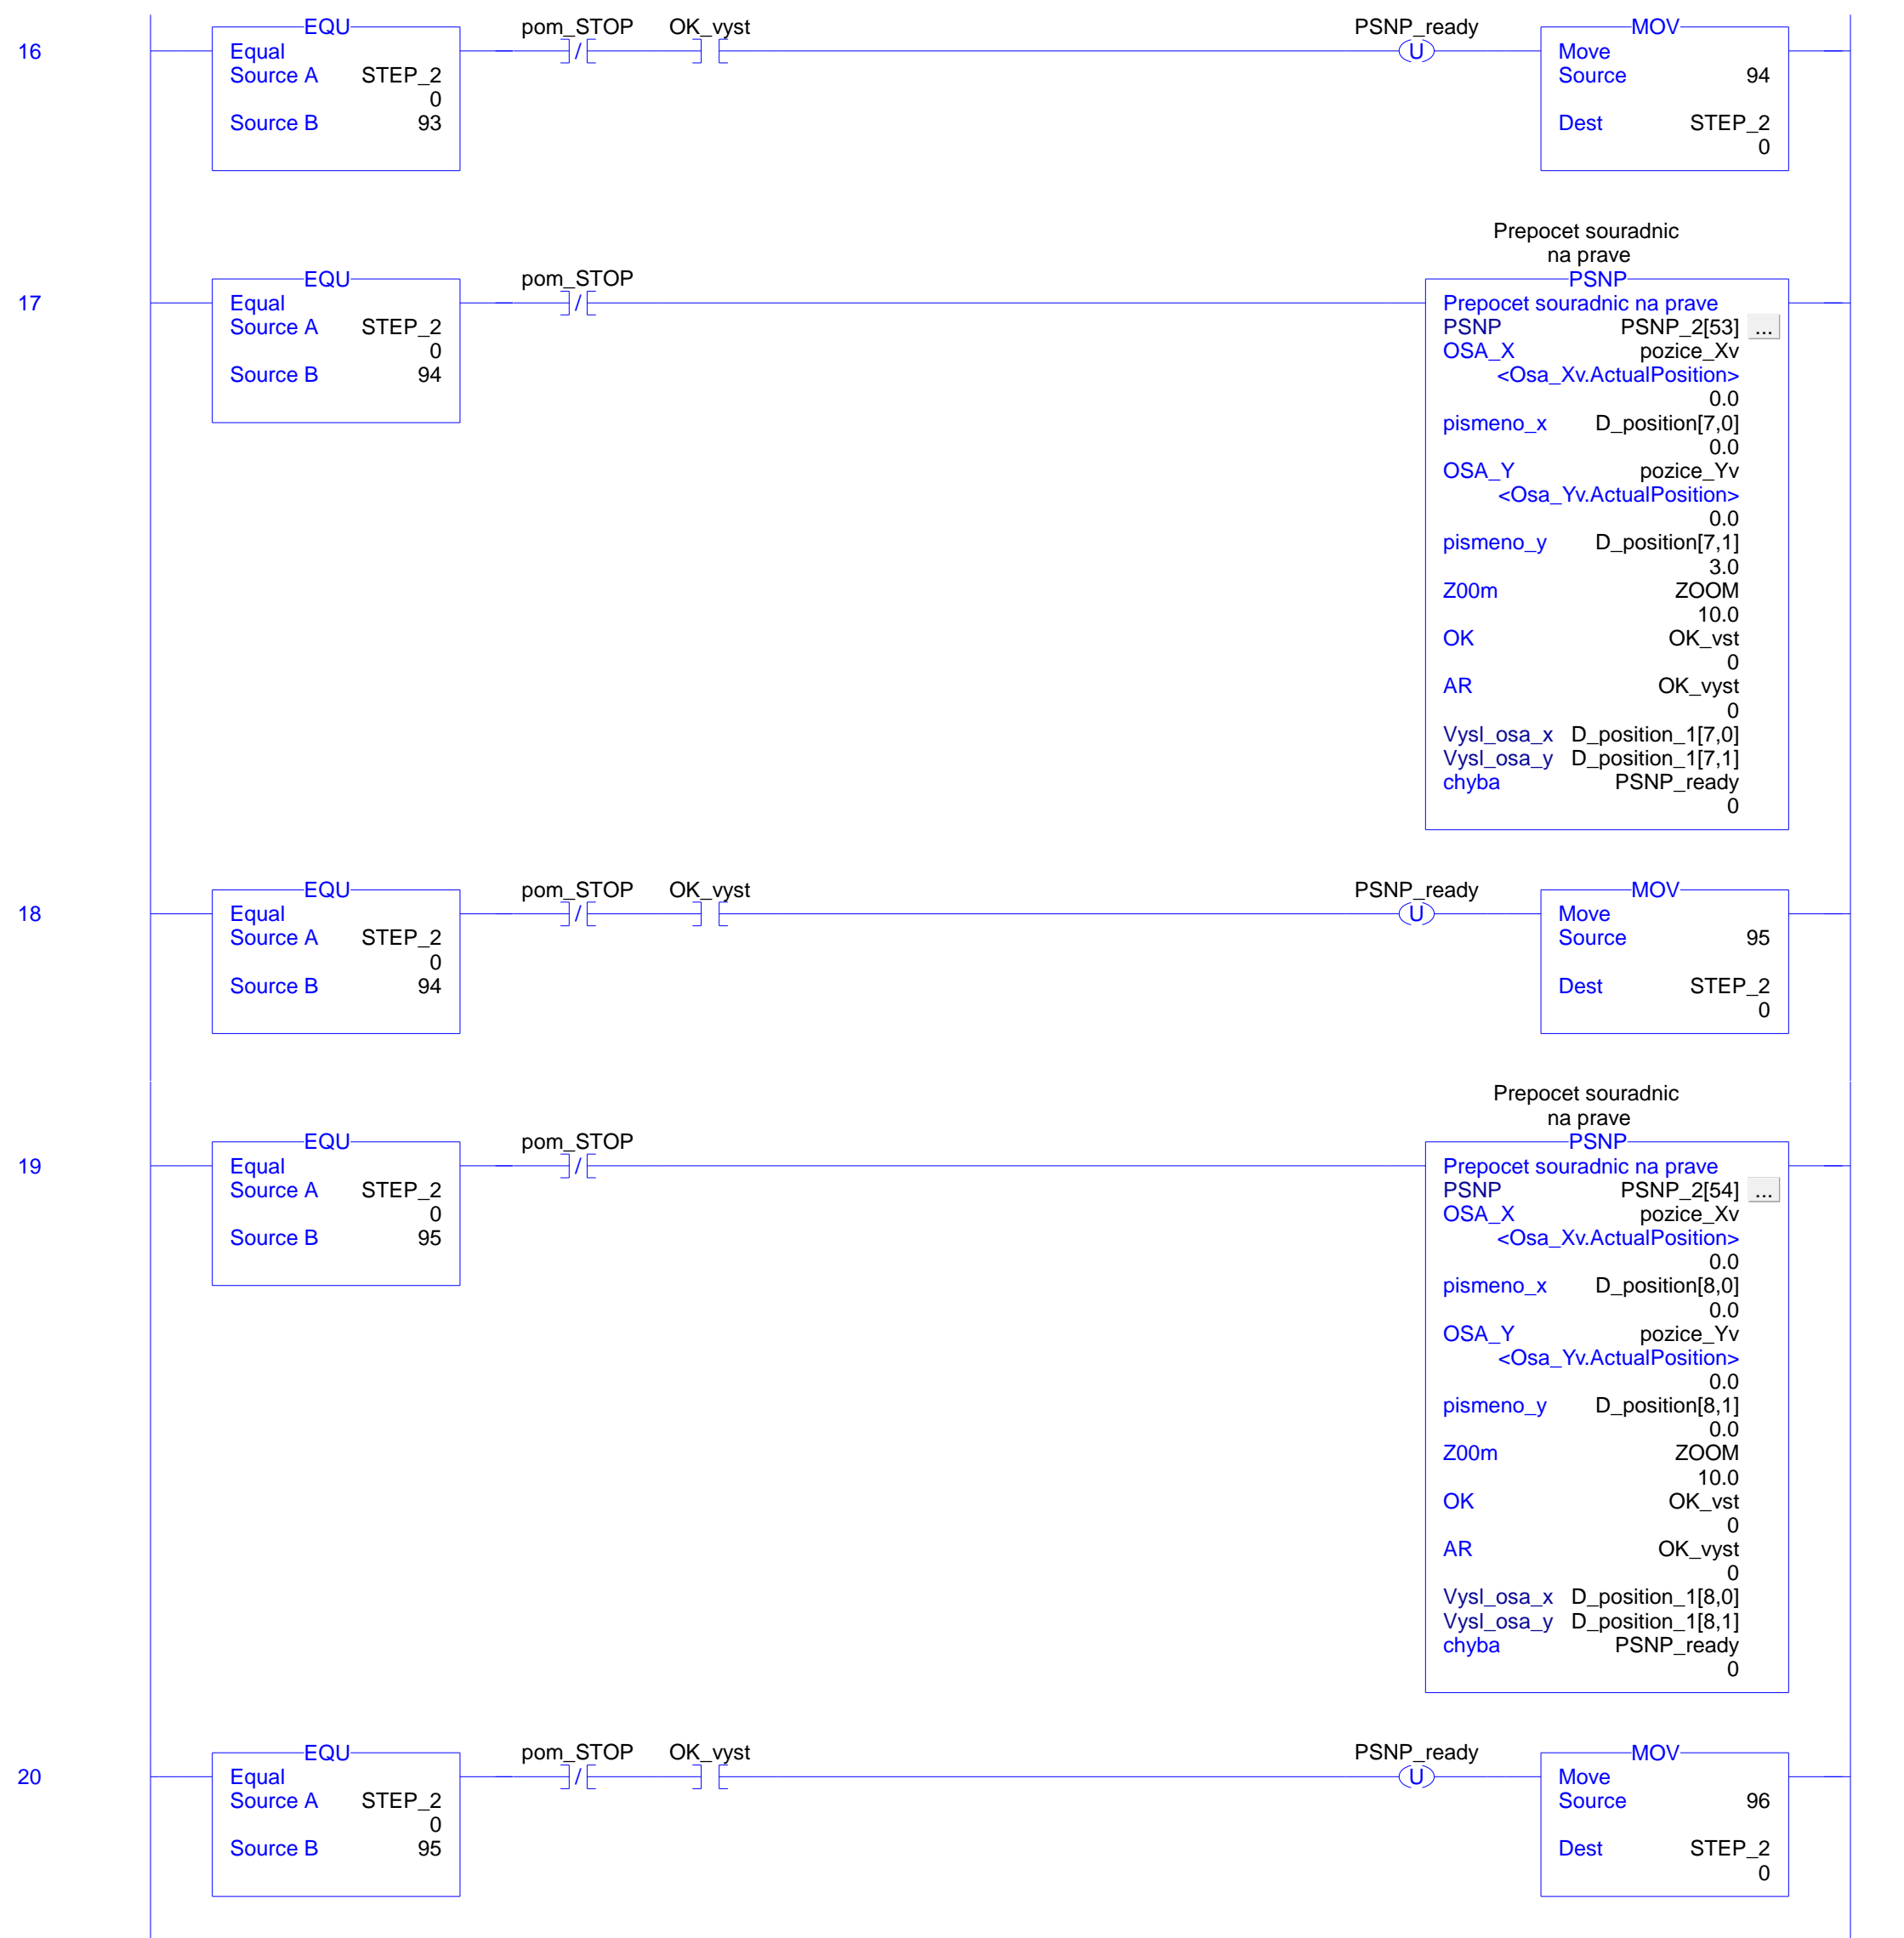 16
EQU
Equal
Source A STEP_2
0
Source B 93
pom_STOP OK_vyst
/
PSNP_ready
U
MOV
Move
Source 94
Dest STEP_2
0
17
EQU
Equal
Source A STEP_2
0
Source B 94
pom_STOP
/
Prepocet souradnic
na prave
PSNP
Prepocet souradnic na prave
PSNP PSNP_2[53] ...
OSA_X pozice_Xv
<Osa_Xv.ActualPosition>
0.0
pismeno_x D_position[7,0]
0.0
OSA_Y pozice_Yv
<Osa_Yv.ActualPosition>
0.0
pismeno_y D_position[7,1]
3.0
Z00m ZOOM
10.0
OK OK_vst
0
AR OK_vyst
0
Vysl_osa_x D_position_1[7,0]
Vysl_osa_y D_position_1[7,1]
chyba PSNP_ready
0
18
EQU
Equal
Source A STEP_2
0
Source B 94
pom_STOP OK_vyst
/
PSNP_ready
U
MOV
Move
Source 95
Dest STEP_2
0
19
EQU
Equal
Source A STEP_2
0
Source B 95
pom_STOP
/
Prepocet souradnic
na prave
PSNP
Prepocet souradnic na prave
PSNP PSNP_2[54] ...
OSA_X pozice_Xv
<Osa_Xv.ActualPosition>
0.0
pismeno_x D_position[8,0]
0.0
OSA_Y pozice_Yv
<Osa_Yv.ActualPosition>
0.0
pismeno_y D_position[8,1]
0.0
Z00m ZOOM
10.0
OK OK_vst
0
AR OK_vyst
0
Vysl_osa_x D_position_1[8,0]
Vysl_osa_y D_position_1[8,1]
chyba PSNP_ready
0
20
EQU
Equal
Source A STEP_2
0
Source B 95
pom_STOP OK_vyst
/
PSNP_ready
U
MOV
Move
Source 96
Dest STEP_2
0